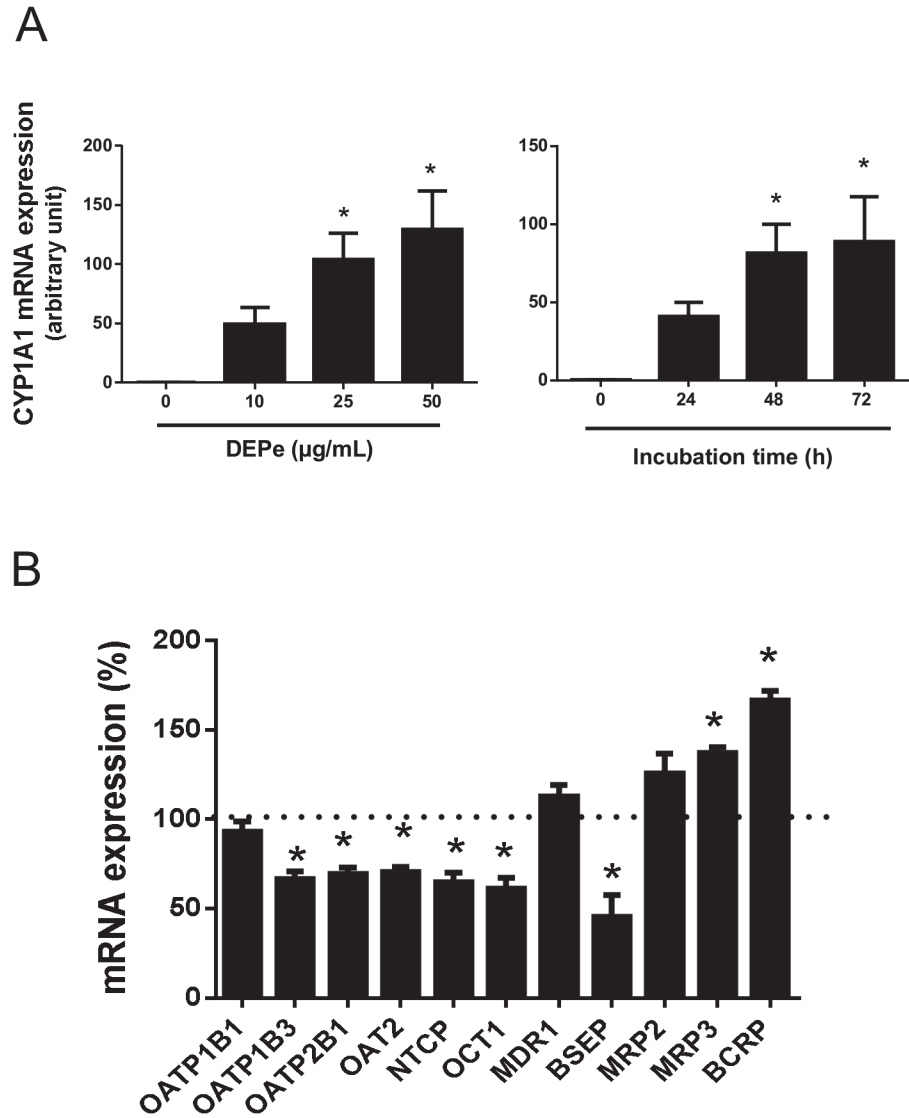 A
CYP1A1 mRNA expression
(arbitrary unit)
200
150
100
50
0
*
*
0 10 25 50
DEPe (µg/mL)
150
100
50
0
*
*
0 24 48 72
Incubation time (h)
B
mRNA expression (%)
200
150
100
50
0
* * * * * * * *
OATP1B1 OATP1B3 OATP2B1 OAT2 NTCP OCT1 MDR1 BSEP MRP2 MRP3 BCRP